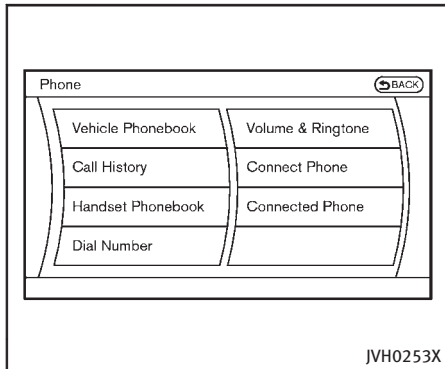 Phone
BACK
Vehicle Phonebook
Call History
Handset Phonebook
Dial Number
Volume & Ringtone
Connect Phone
Connected Phone
JVH0253X